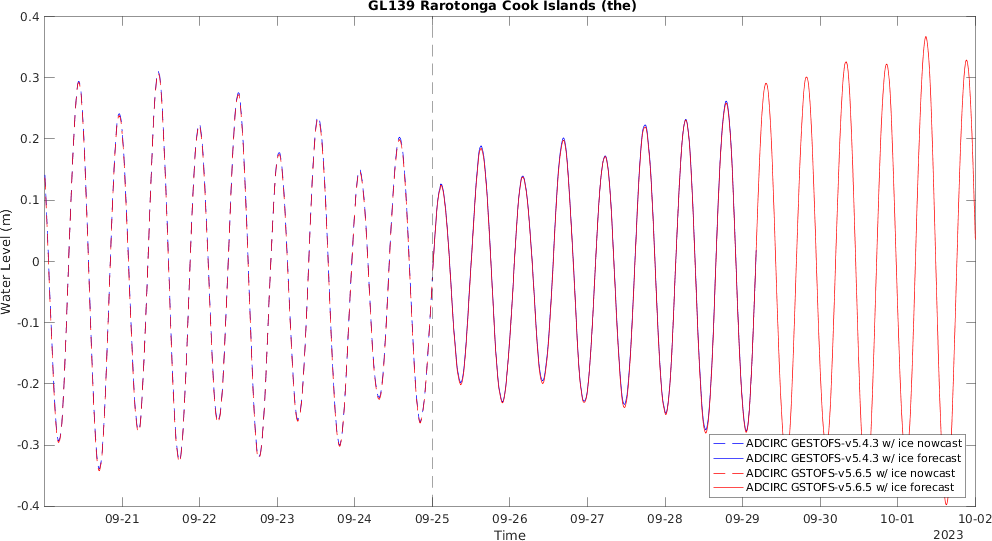 GL139 Rarotonga Cook Islands (the)
Water Level (m)
0.4
0.3
0.2
0.1
0
-0.1
-0.2
-0.3
-0.4
ADCIRC GESTOFS-v5.4.3 w/ ice nowcast
ADCIRC GESTOFS-v5.4.3 w/ ice forecast
ADCIRC GSTOFS-v5.6.5 w/ ice nowcast
ADCIRC GSTOFS-v5.6.5 w/ ice forecast
09-21 09-22 09-23 09-24 09-25 09-26 09-27 09-28 09-29 09-30 10-01 10-02
Time
2023